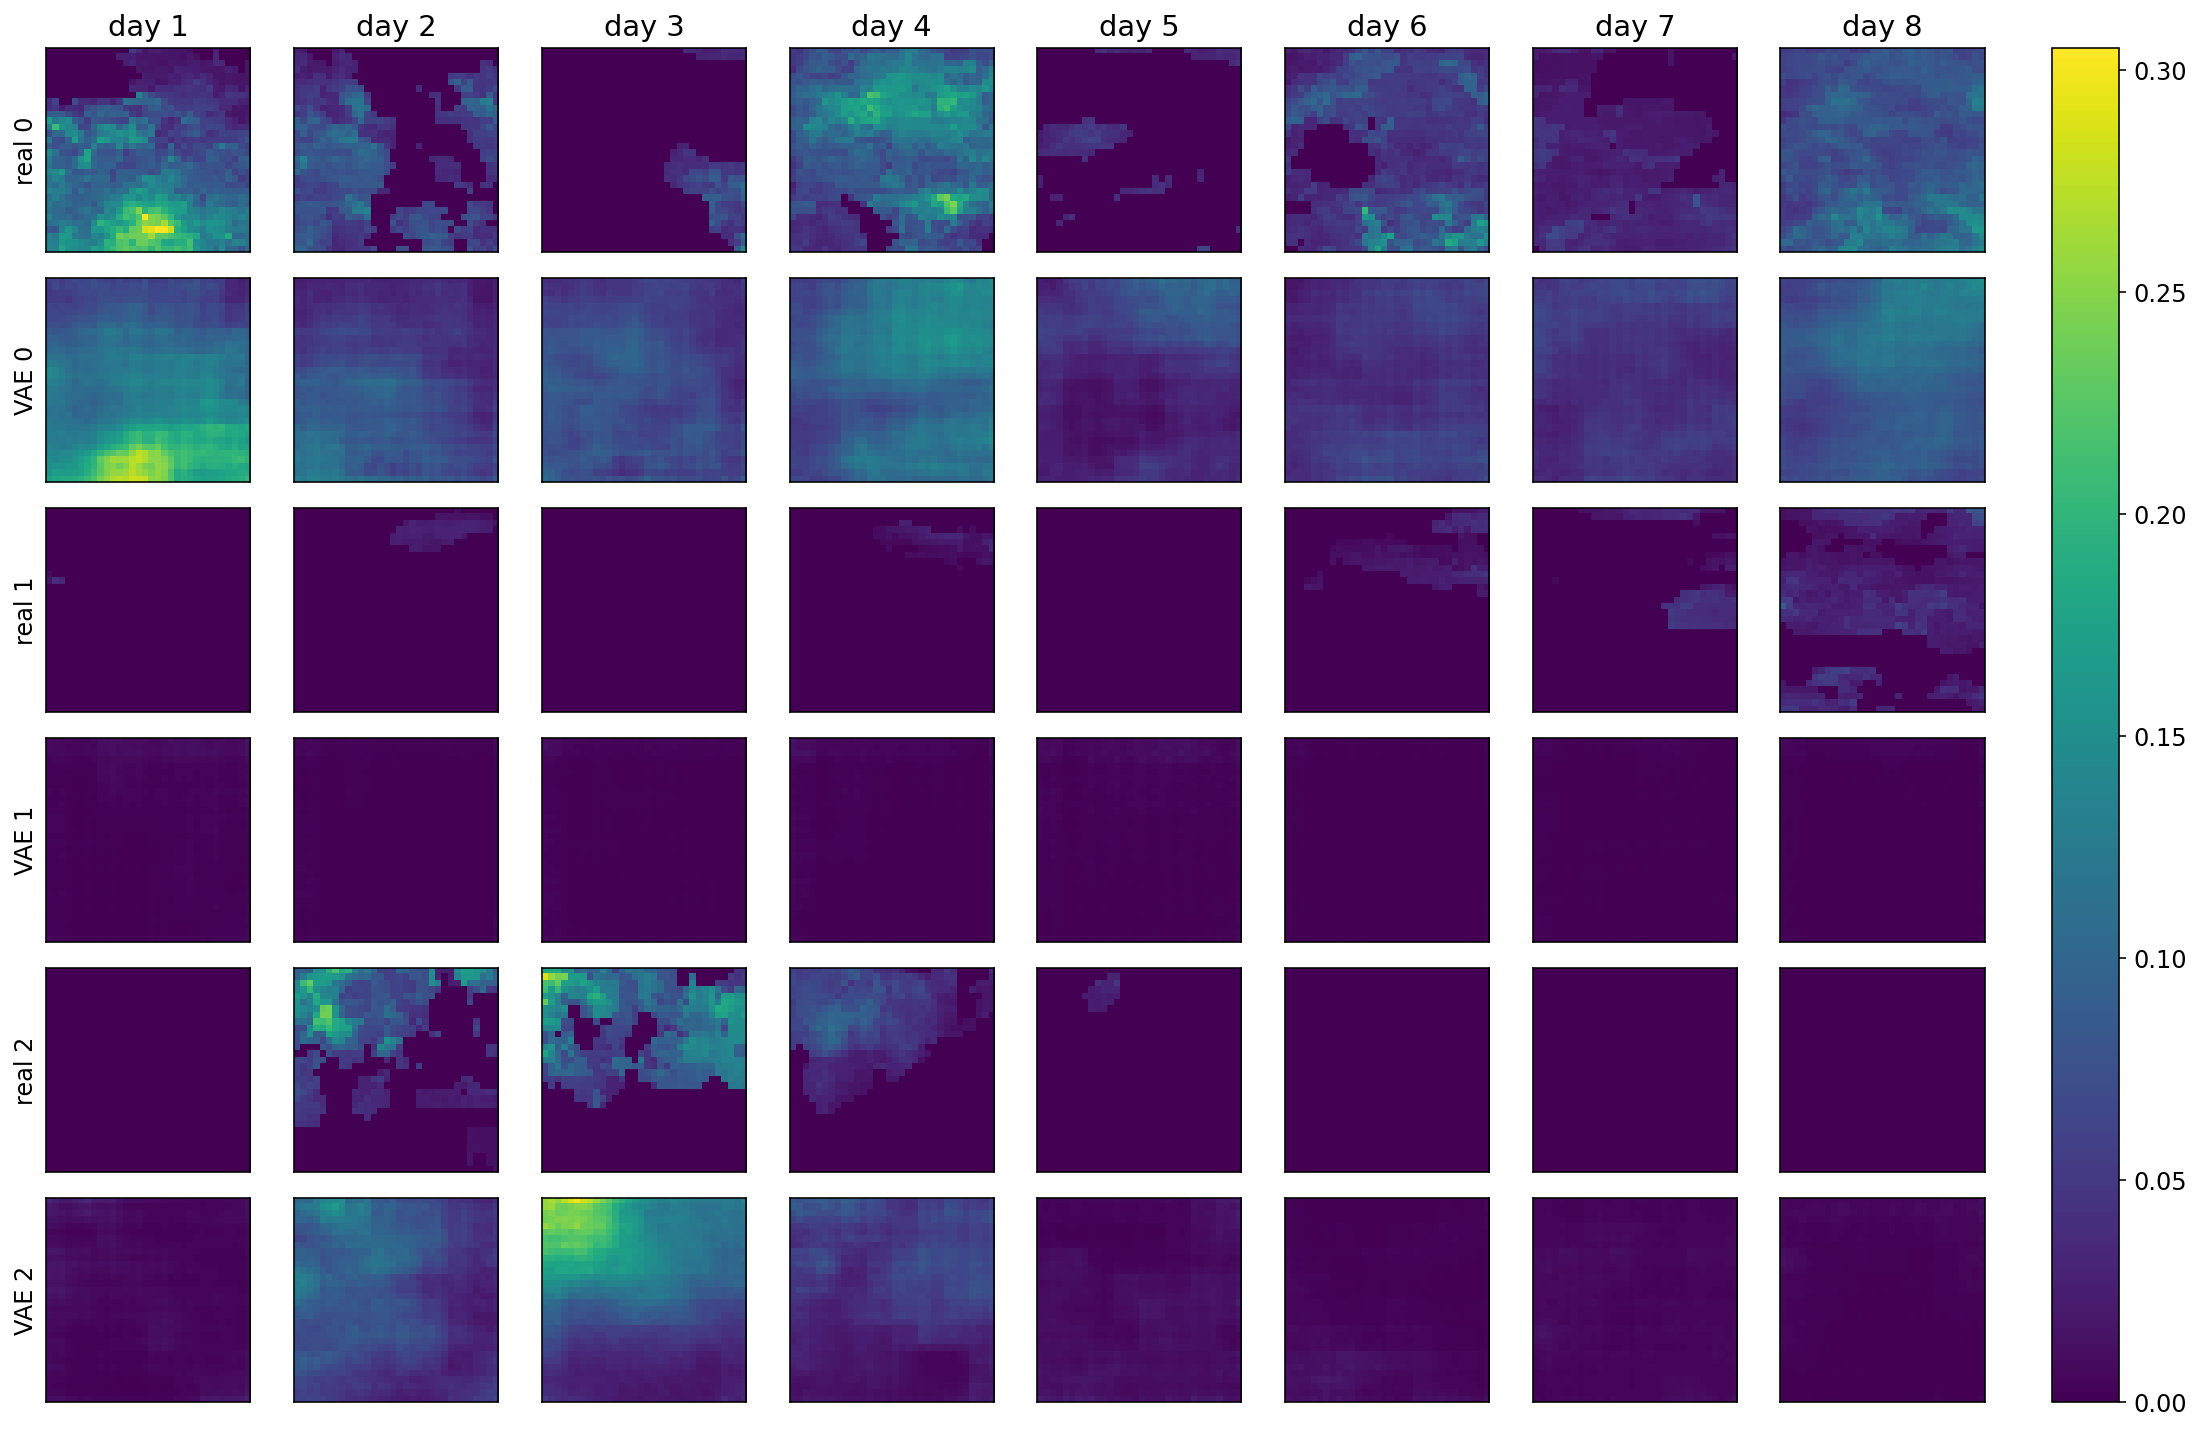 day 1 day 2 day 3 day 4 day 5 day 6 day 7 day 8
real 0
VAE 0
real 1
VAE 1
real 2
VAE 2
0.30
0.25
0.20
0.15
0.10
0.05
0.00